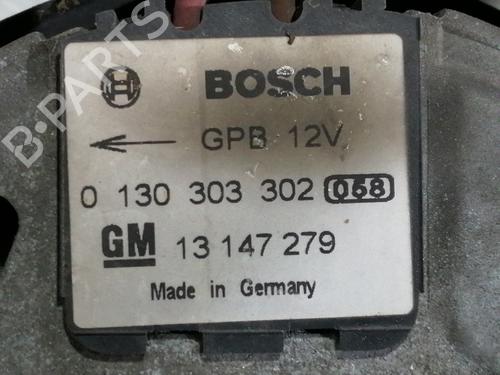 BOSCH
GPB 12V
0 130 303 302 068
GM 13 147 279
Made in Germany
B-PARTS